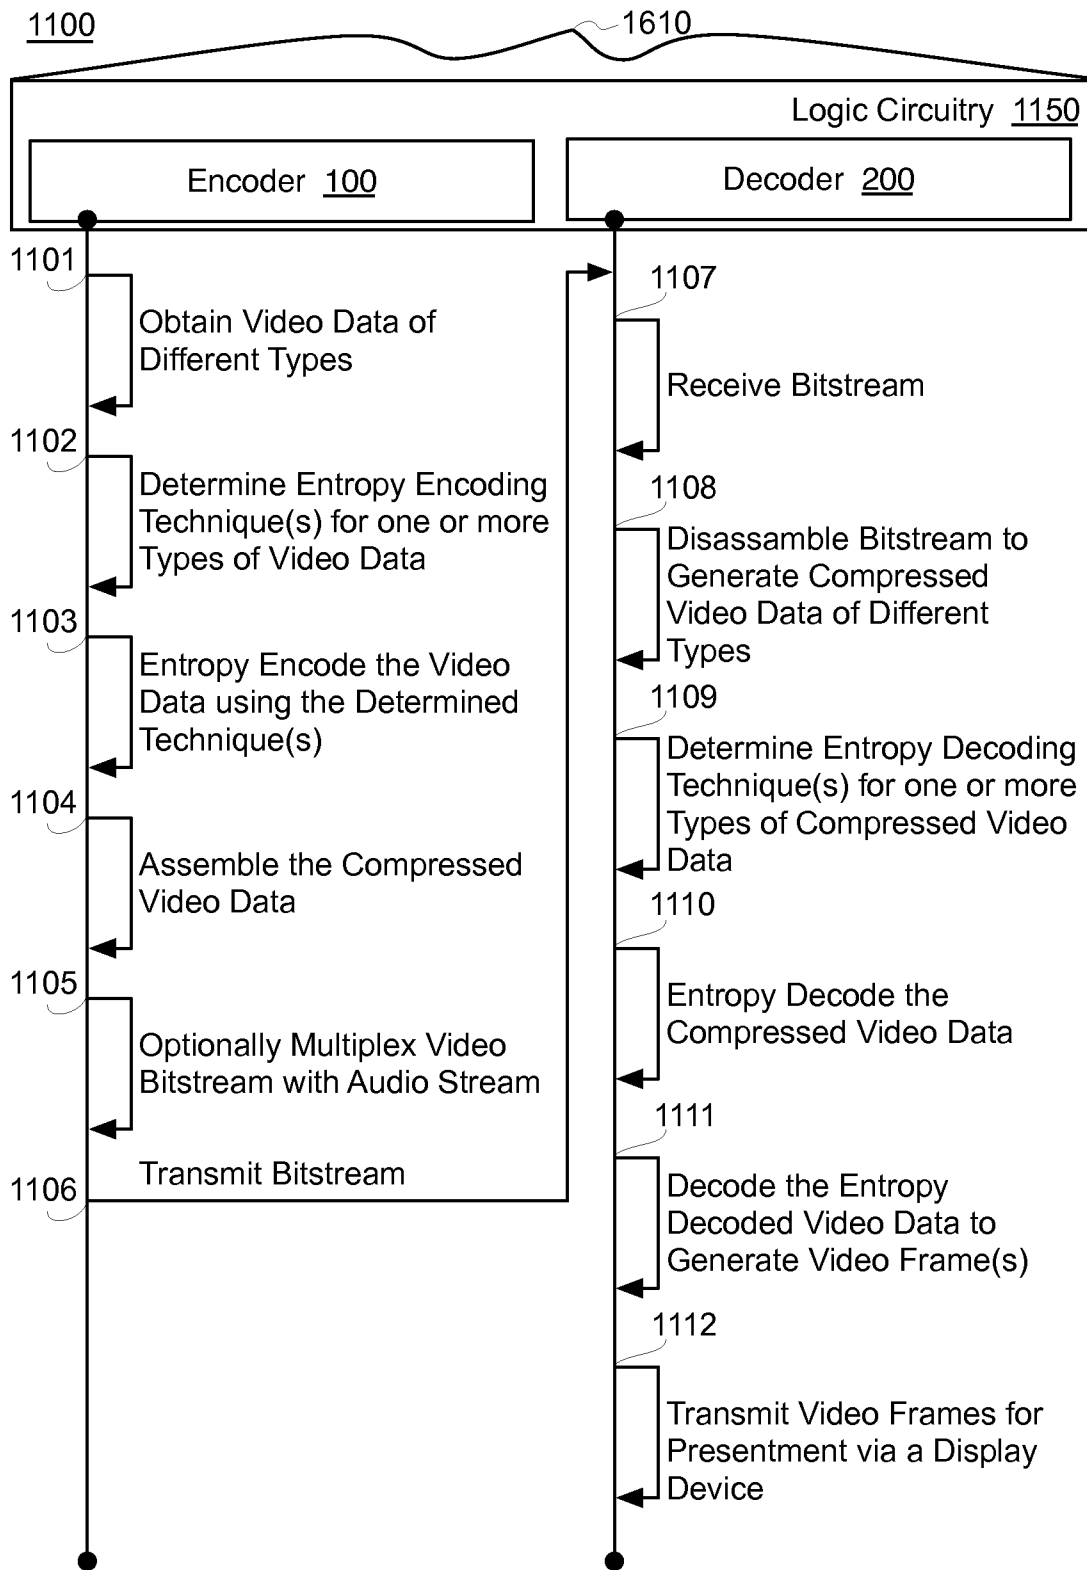 1100
1610
Logic Circuitry 1150
Encoder 100
Decoder 200
1101
Obtain Video Data of
Different Types
1102
Determine Entropy Encoding
Technique(s) for one or more
Types of Video Data
1103
Entropy Encode the Video
Data using the Determined
Technique(s)
1104
Assemble the Compressed
Video Data
1105
Optionally Multiplex Video
Bitstream with Audio Stream
1106
Transmit Bitstream
1107
Receive Bitstream
1108
Disassamble Bitstream to
Generate Compressed
Video Data of Different
Types
1109
Determine Entropy Decoding
Technique(s) for one or more
Types of Compressed Video
Data
1110
Entropy Decode the
Compressed Video Data
1111
Decode the Entropy
Decoded Video Data to
Generate Video Frame(s)
1112
Transmit Video Frames for
Presentment via a Display
Device